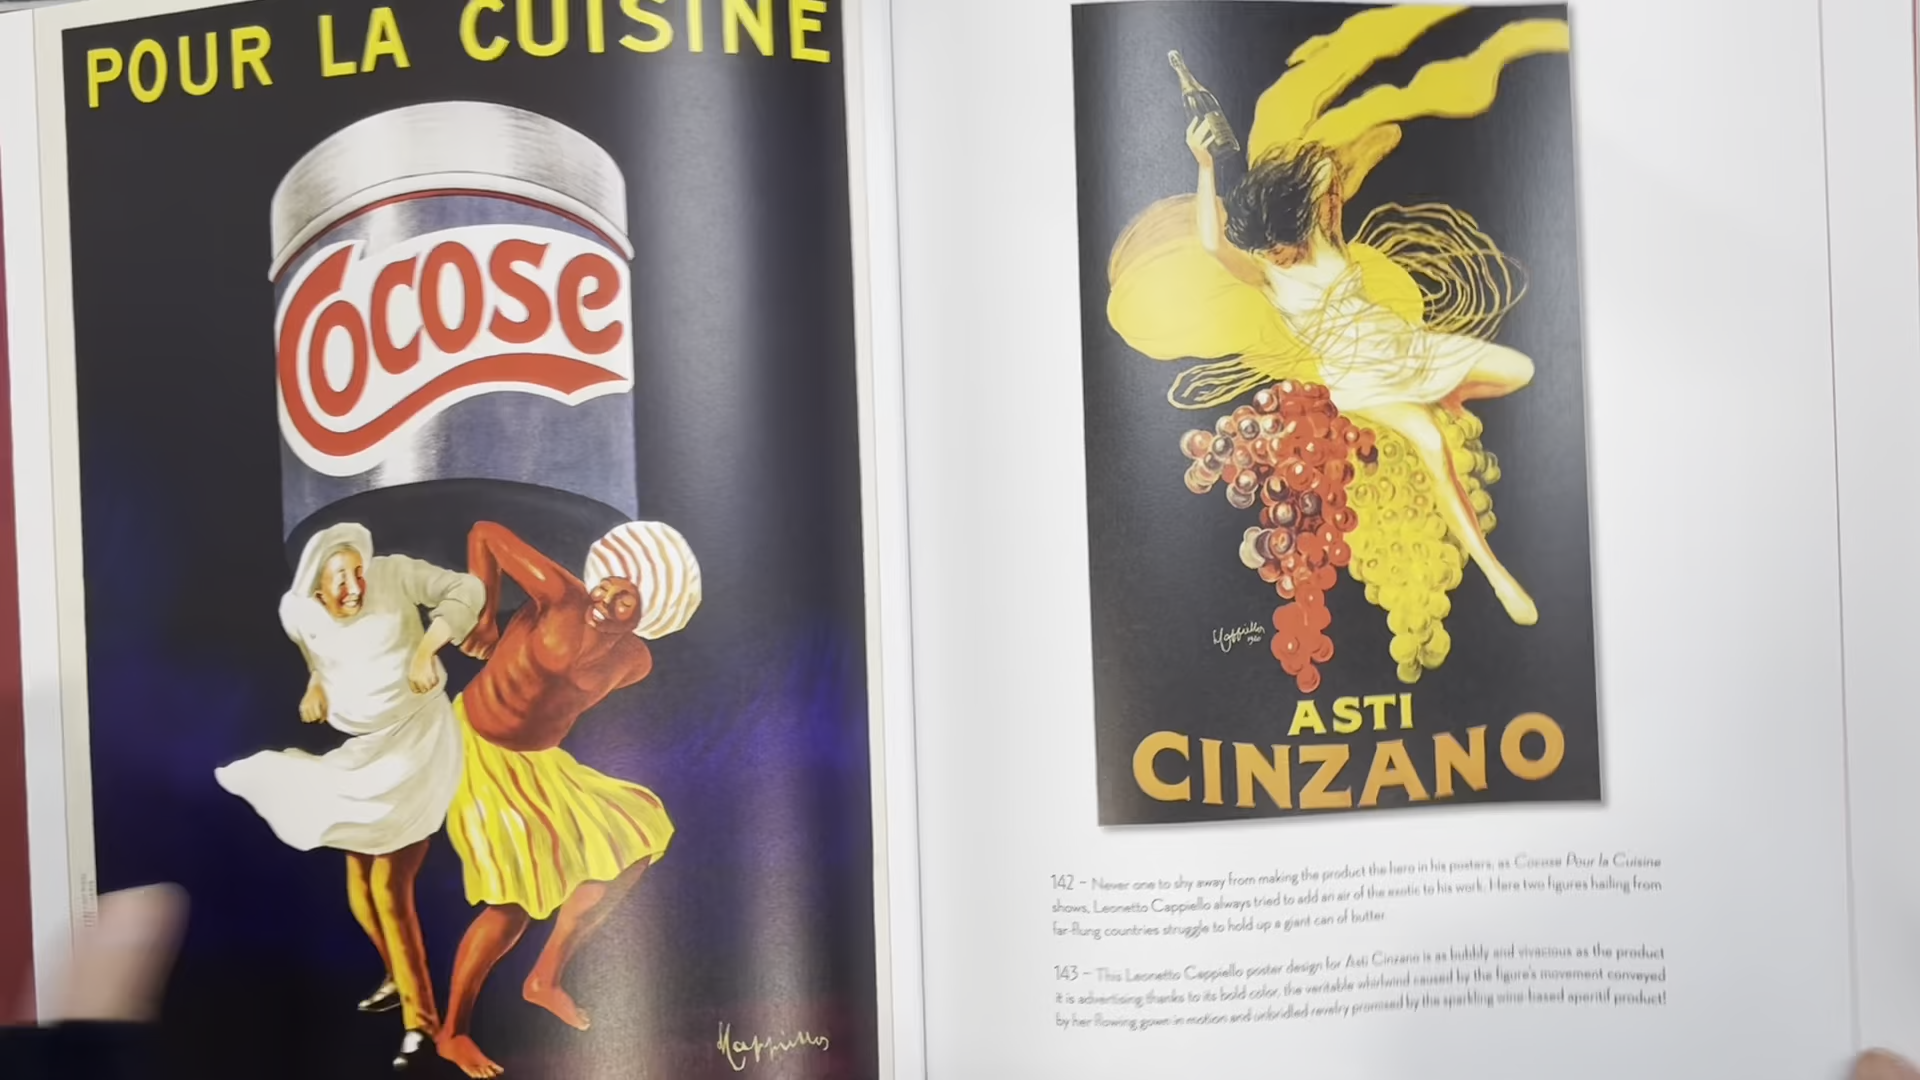 POUR LA CUISINE
Cocose
Cappiello
Cappiello
1920
ASTI
CINZANO
142 – Never one to shy away from making the product the hero in his posters, as Cocose Pour la Cuisine
shows, Leonetto Cappiello always tried to add an air of the exotic to his work. Here two figures hailing from
far-flung countries struggle to hold up a giant can of butter.
143 – This Leonetto Cappiello poster design for Asti Cinzano is as bubbly and vivacious as the product
it is advertising thanks to its bold color, the veritable whirlwind caused by the figure's movement conveyed
by her flowing gown in motion and unbridled revelry promised by the sparkling wine-based aperitif product!